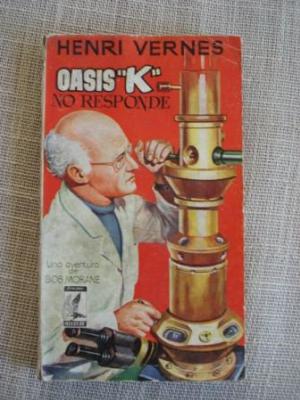 HENRI VERNES
OASIS "K"
NO RESPONDE
Una aventura
de
BOB MORANE